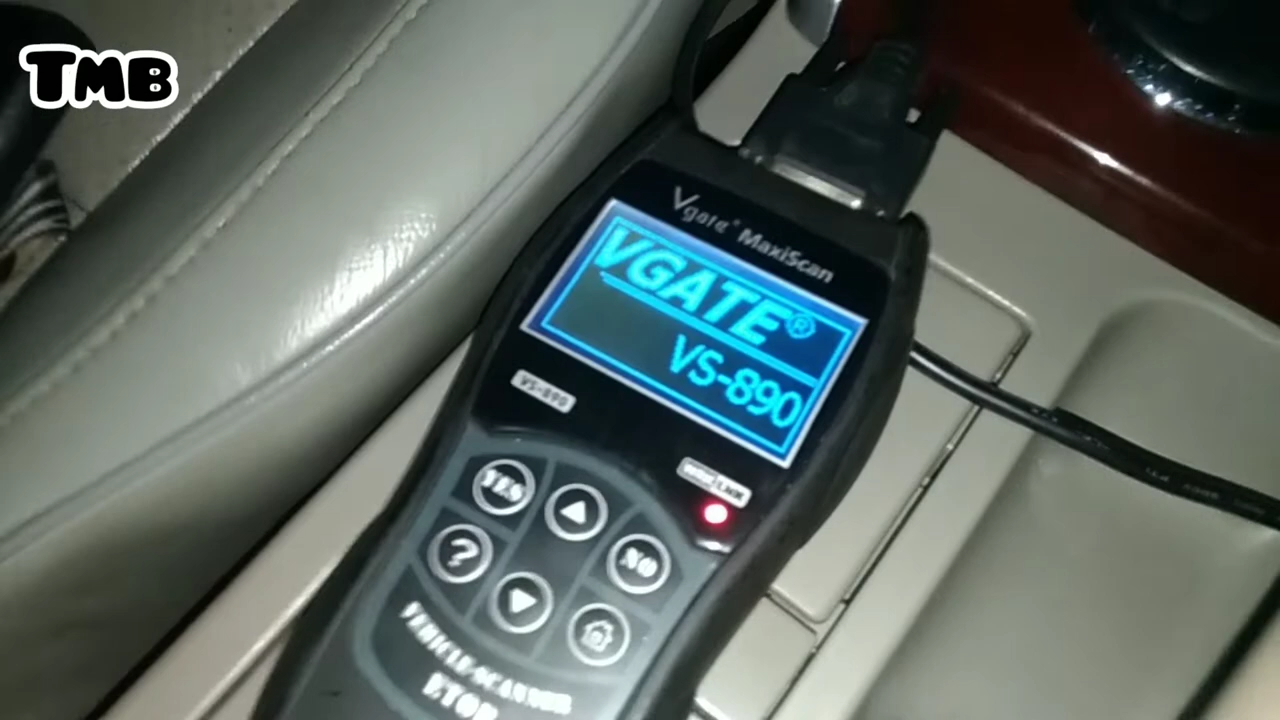 TMB
Vgate® MaxiScan
VGATE®
VS-890
VS-890
YES
?
NO